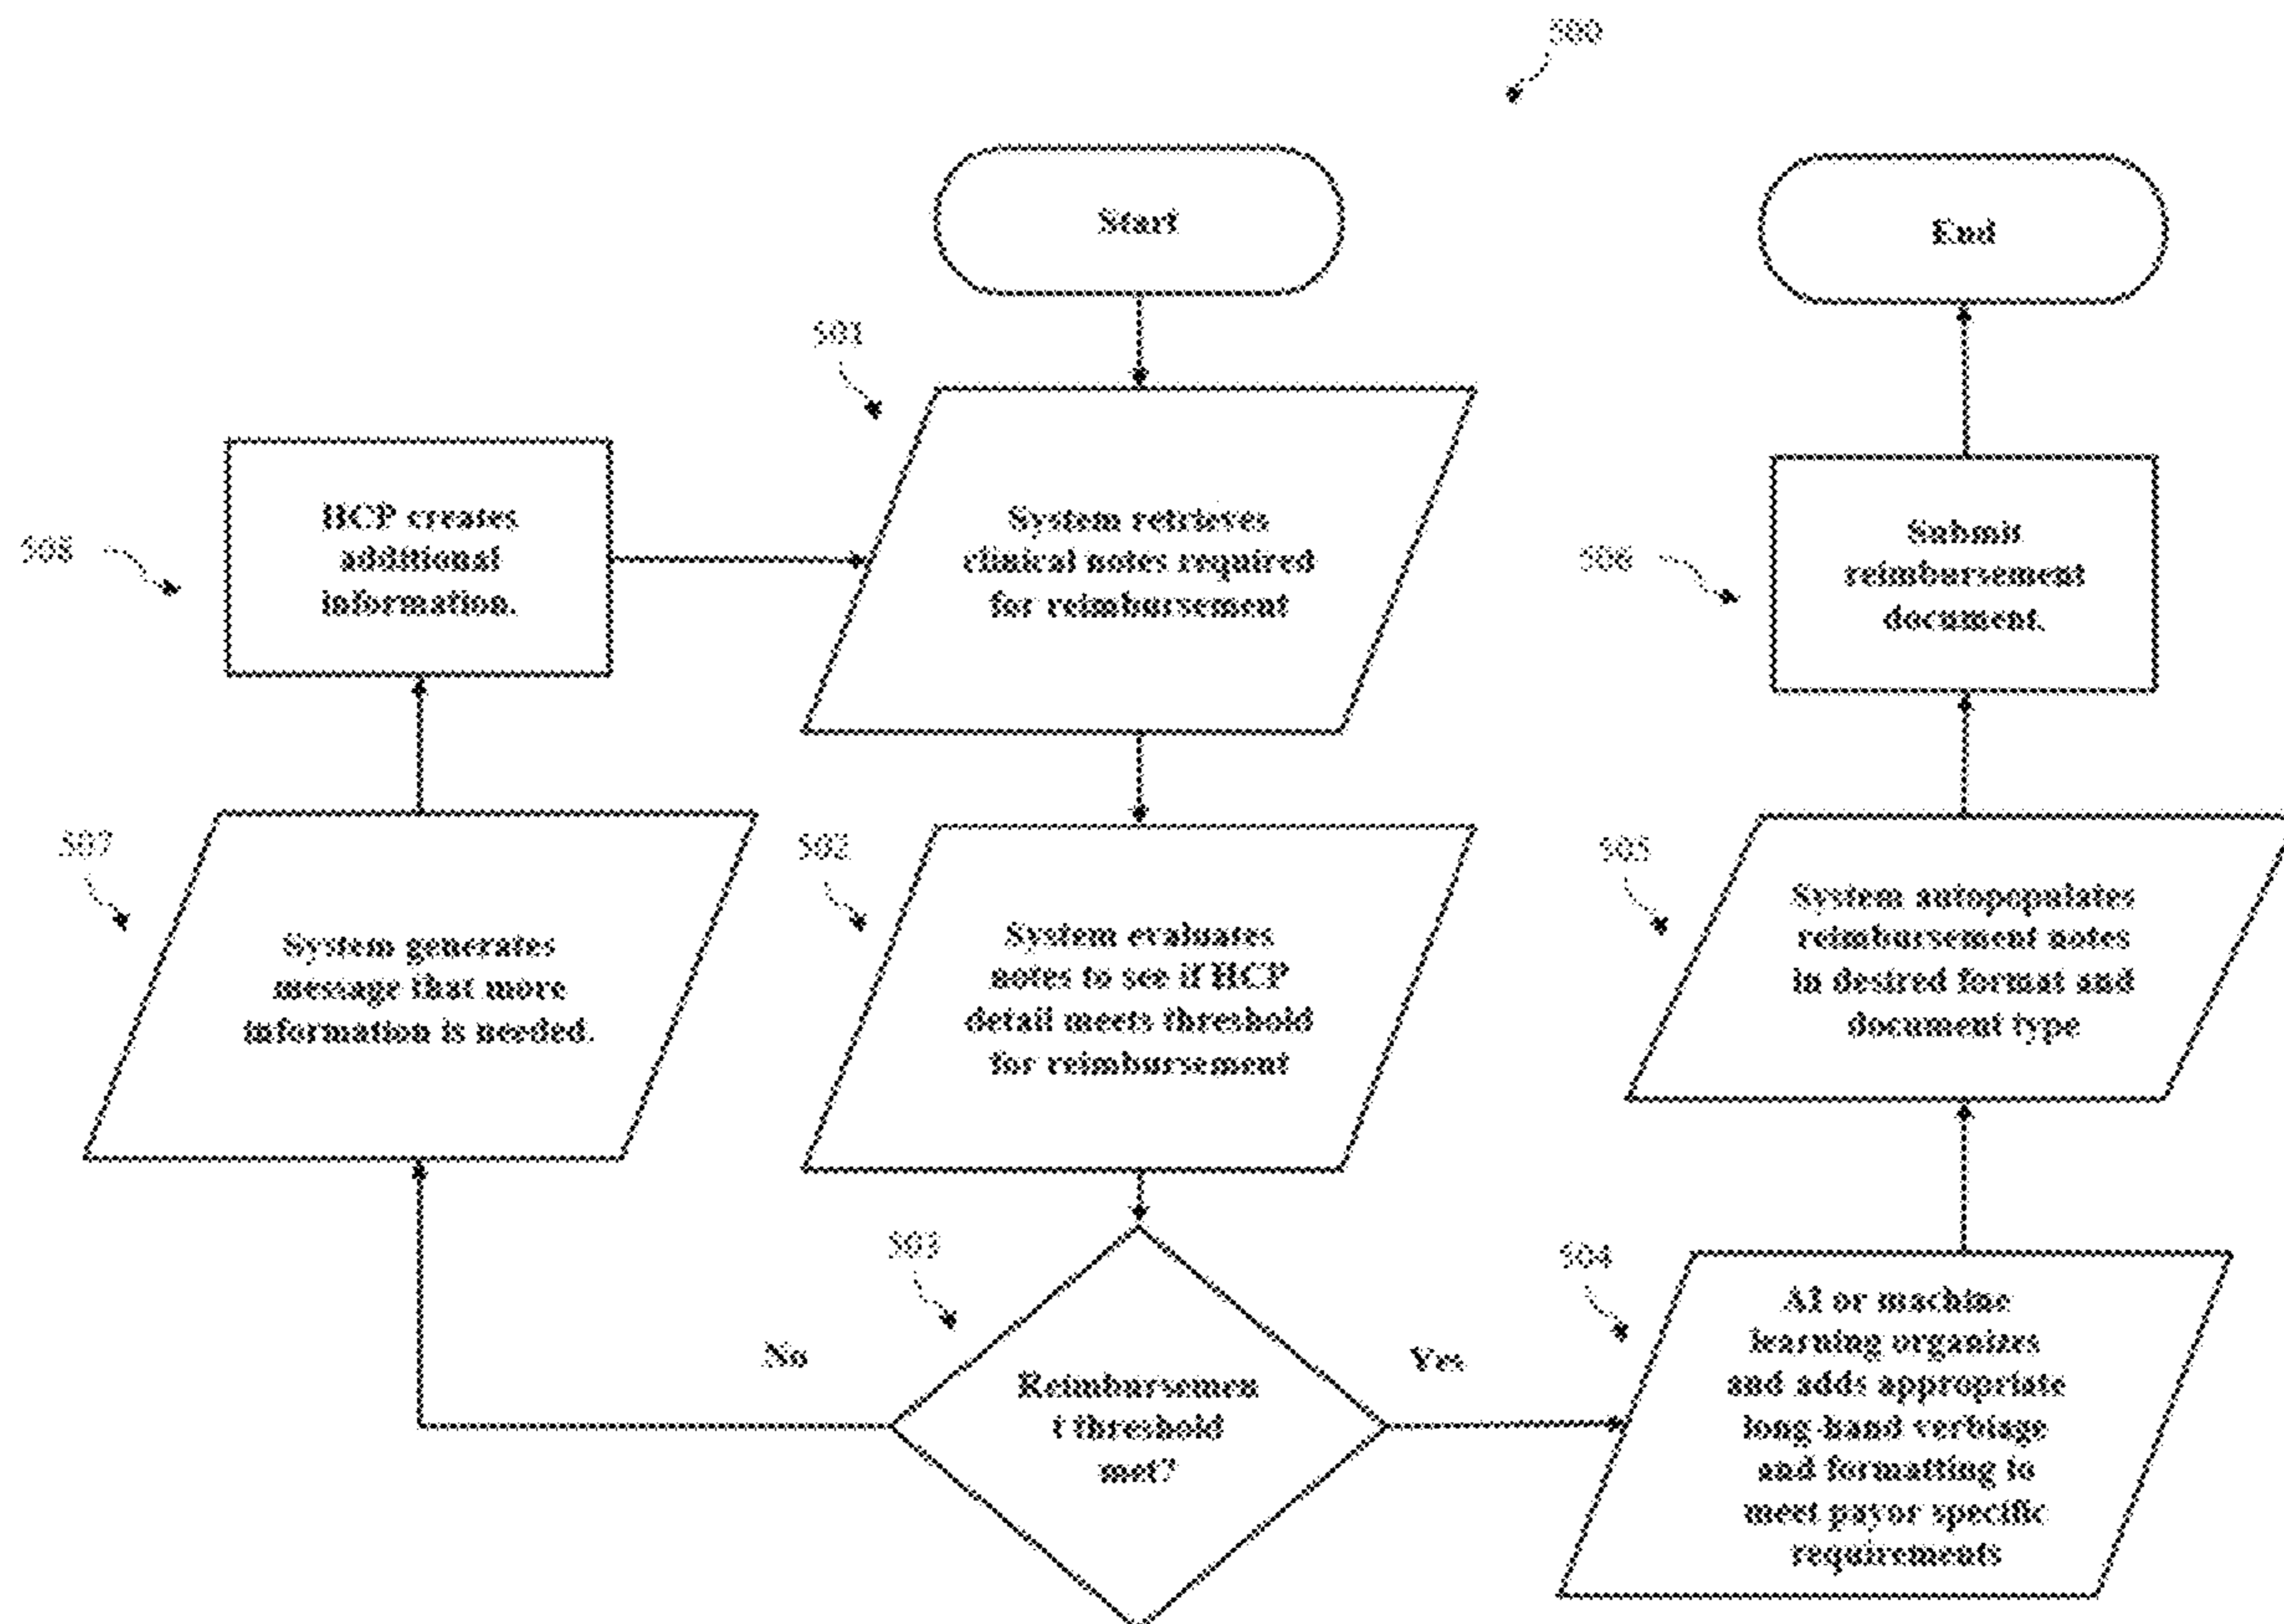 500
Start
End
501
System retrieves
clinical notes required
for reimbursement
508
HCP creates
additional
information.
506
Submit
reimbursement
document.
507
System generates
message that more
information is needed.
502
System evaluates
notes to see if HCP
detail meets threshold
for reimbursement
505
System autopopulates
reimbursement notes
in desired format and
document type
503
Reimbursemen
t threshold
met?
No
Yes
504
AI or machine
learning organizes
and adds appropriate
long-hand verbiage
and formatting to
meet payor specific
requirements